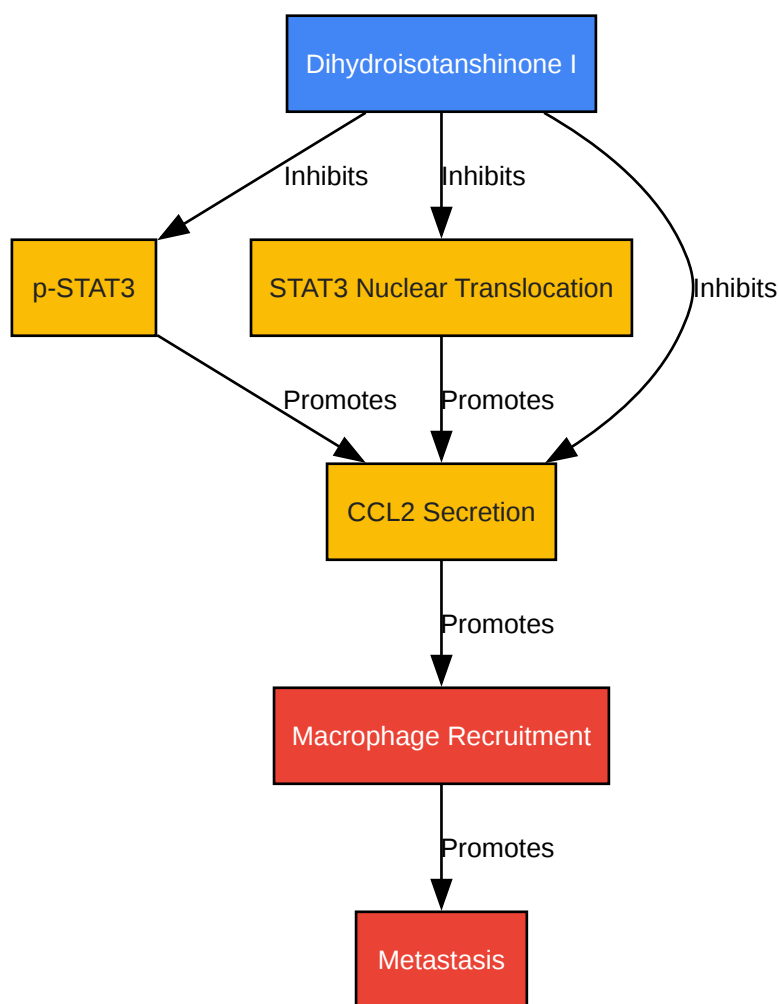 Dihydroisotanshinone I
Inhibits
Inhibits
p-STAT3
STAT3 Nuclear Translocation
Inhibits
Promotes
Promotes
CCL2 Secretion
Promotes
Macrophage Recruitment
Promotes
Metastasis